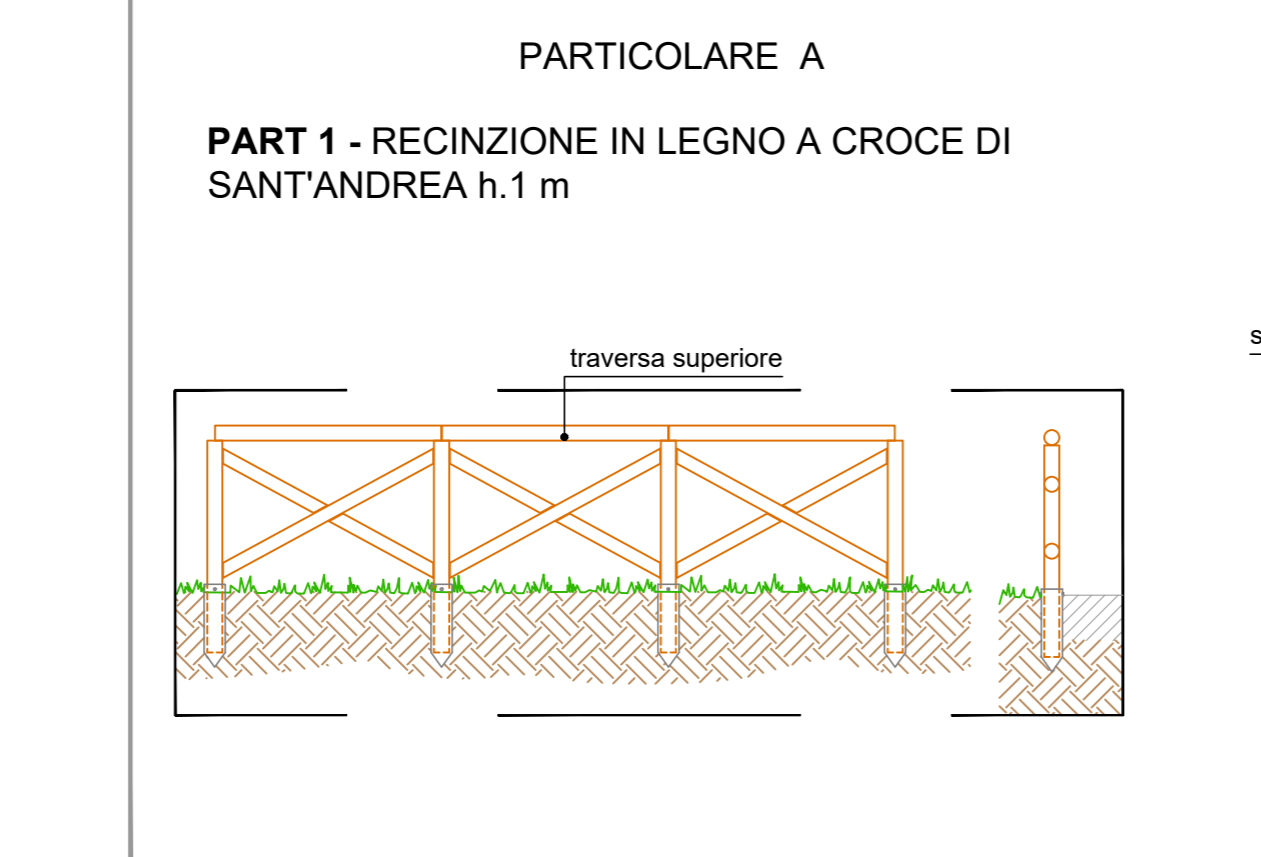 PARTICOLARE A
PART 1 - RECINZIONE IN LEGNO A CROCE DI
SANT'ANDREA h.1 m
traversa superiore
s